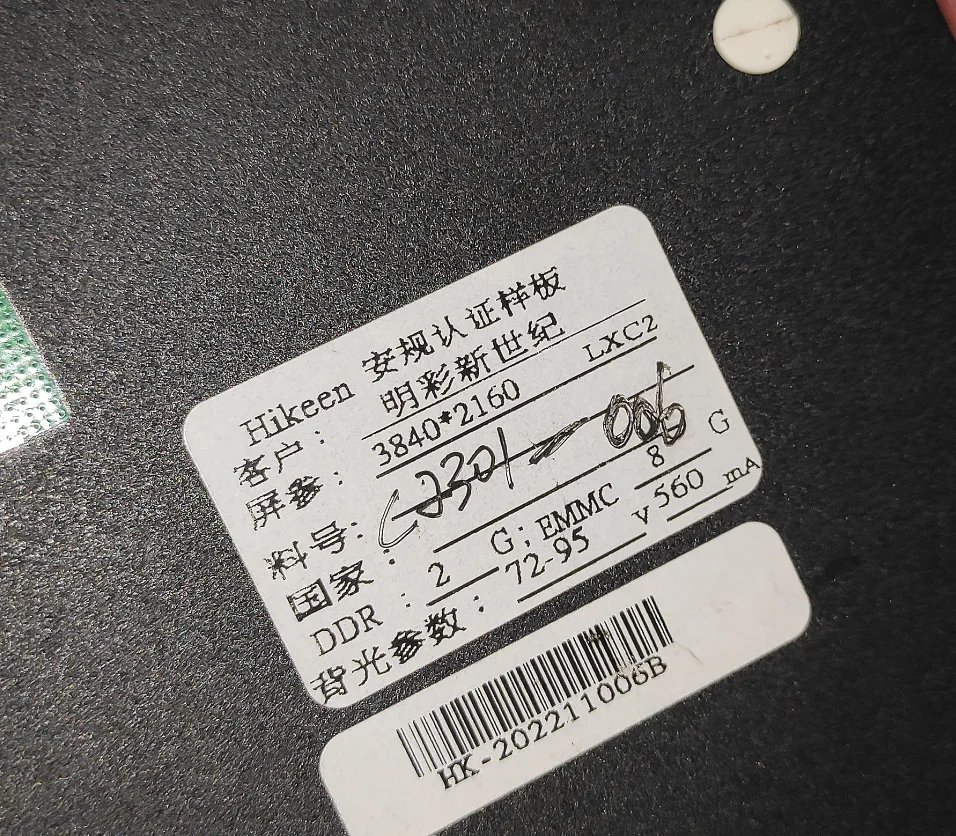 Hikeen 安规认证样板
客户： 明彩新世纪
屏参： 3840*2160 LXC2
料号： C2301-006
国家：
DDR ： 2 G；EMMC 8 G
背光参数： 72-95 V 560 mA
HK-202211006B